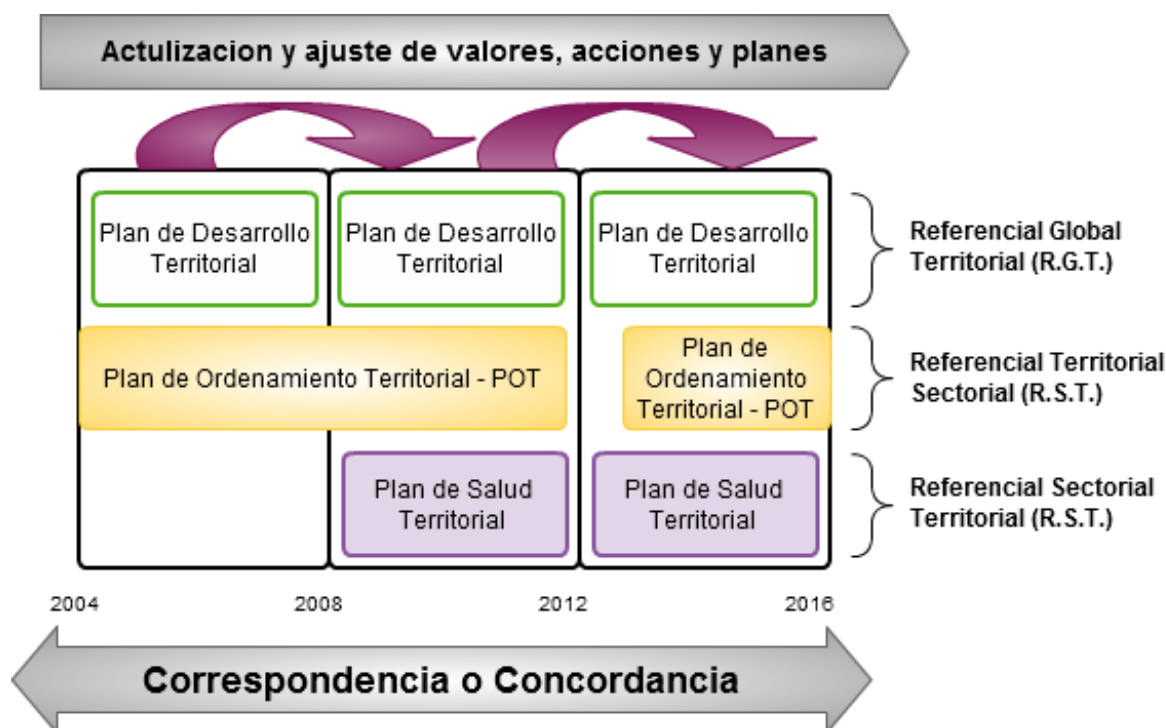 Actulizacion y ajuste de valores, acciones y planes
Plan de Desarrollo
Territorial
Plan de Desarrollo
Territorial
Plan de Desarrollo
Territorial
Referencial Global
Territorial (R.G.T.)
Plan de Ordenamiento Territorial - POT
Plan de
Ordenamiento
Territorial - POT
Referencial Territorial
Sectorial (R.S.T.)
Plan de Salud
Territorial
Plan de Salud
Territorial
Referencial Sectorial
Territorial (R.S.T.)
2004
2008
2012
2016
Correspondencia o Concordancia